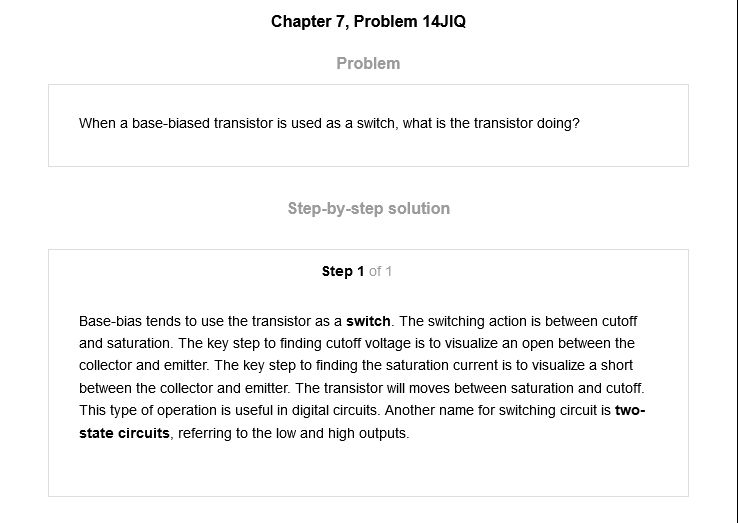 Chapter 7, Problem 14JIQ
Problem
When a base-biased transistor is used as a switch, what is the transistor doing?
Step-by-step solution
Step 1 of 1
Base-bias tends to use the transistor as a switch. The switching action is between cutoff
and saturation. The key step to finding cutoff voltage is to visualize an open between the
collector and emitter. The key step to finding the saturation current is to visualize a short
between the collector and emitter. The transistor will moves between saturation and cutoff.
This type of operation is useful in digital circuits. Another name for switching circuit is two-
state circuits, referring to the low and high outputs.